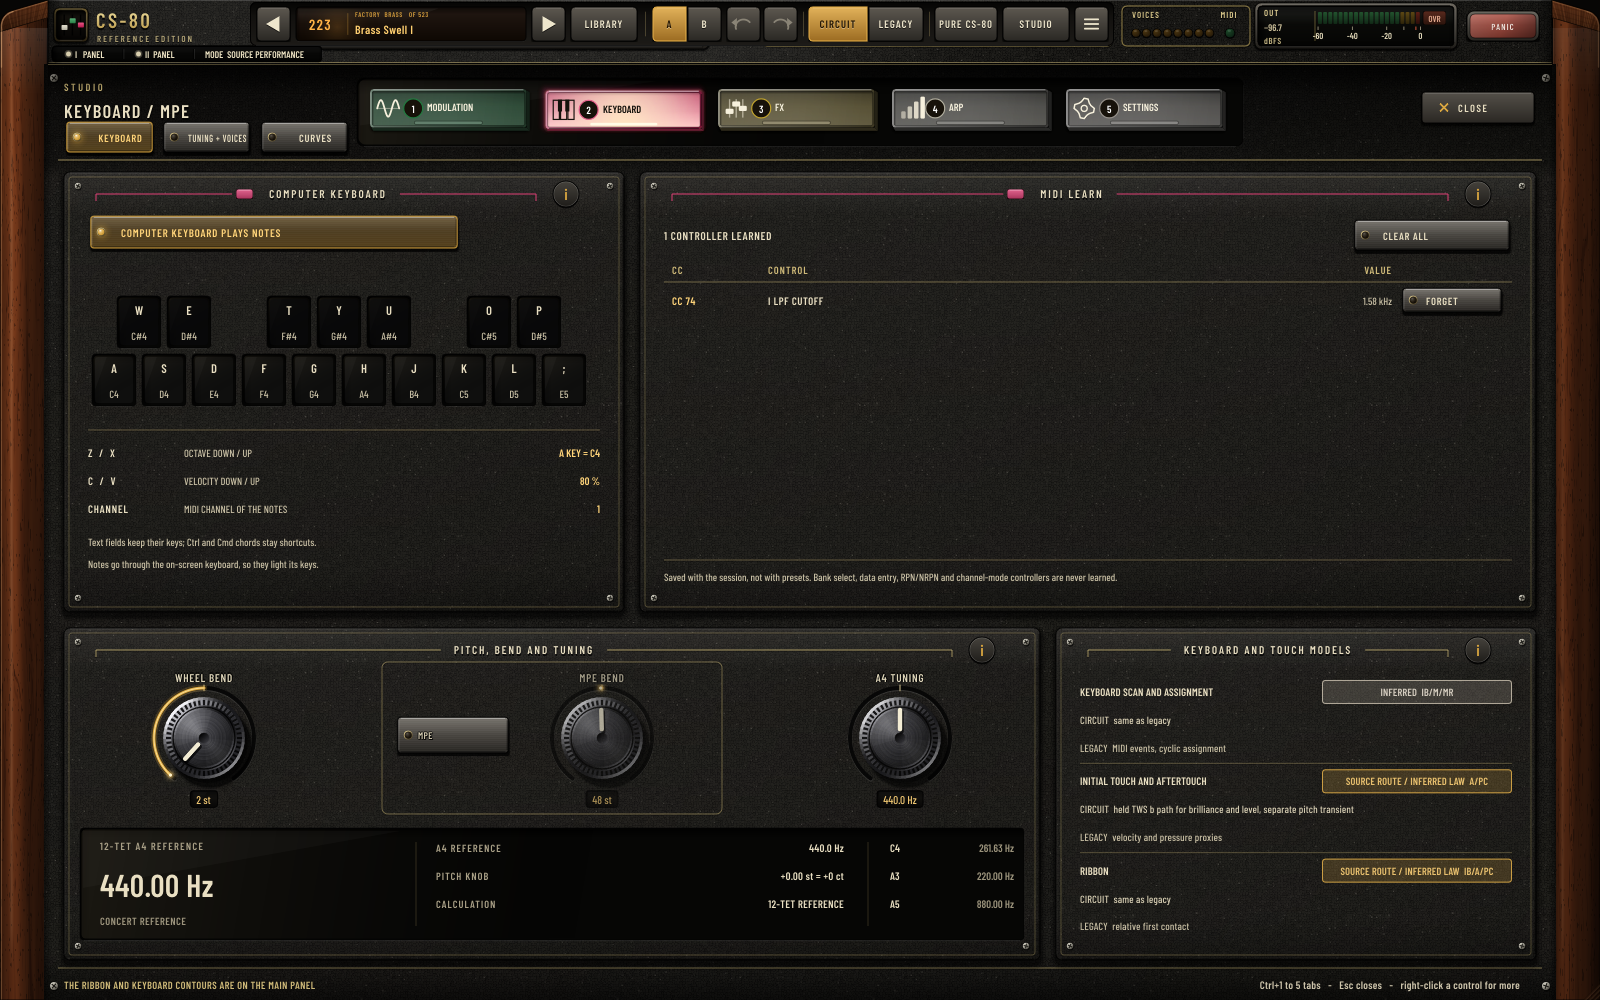 CS-80
REFERENCE EDITION
223
FACTORY BRASS OF 523
Brass Swell I
LIBRARY
A
B
CIRCUIT
LEGACY
PURE CS-80
STUDIO
VOICES
MIDI
OUT
-96.7
dBFS
-60 -40 -20 0
OVR
PANIC
I PANEL
II PANEL
MODE SOURCE PERFORMANCE
STUDIO
KEYBOARD / MPE
1 MODULATION
2 KEYBOARD
3 FX
4 ARP
5 SETTINGS
CLOSE
KEYBOARD
TUNING + VOICES
CURVES
COMPUTER KEYBOARD
i
COMPUTER KEYBOARD PLAYS NOTES
W E T Y U O P
C#4 D#4 F#4 G#4 A#4 C#5 D#5
A S D F G H J K L ;
C4 D4 E4 F4 G4 A4 B4 C5 D5 E5
Z / X OCTAVE DOWN / UP A KEY = C4
C / V VELOCITY DOWN / UP 80 %
CHANNEL MIDI CHANNEL OF THE NOTES 1
Text fields keep their keys; Ctrl and Cmd chords stay shortcuts.
Notes go through the on-screen keyboard, so they light its keys.
MIDI LEARN
i
1 CONTROLLER LEARNED
CLEAR ALL
CC CONTROL VALUE
CC 74 I LPF CUTOFF 1.58 kHz FORGET
Saved with the session, not with presets. Bank select, data entry, RPN/NRPN and channel-mode controllers are never learned.
PITCH, BEND AND TUNING
i
WHEEL BEND
2 st
MPE
MPE BEND
48 st
A4 TUNING
440.0 Hz
12-TET A4 REFERENCE
440.00 Hz
CONCERT REFERENCE
A4 REFERENCE 440.0 Hz
PITCH KNOB +0.00 st = +0 ct
CALCULATION 12-TET REFERENCE
C4 261.63 Hz
A3 220.00 Hz
A5 880.00 Hz
KEYBOARD AND TOUCH MODELS
i
KEYBOARD SCAN AND ASSIGNMENT INFERRED IB/M/MR
CIRCUIT same as legacy
LEGACY MIDI events, cyclic assignment
INITIAL TOUCH AND AFTERTOUCH SOURCE ROUTE / INFERRED LAW A/PC
CIRCUIT held TWS b path for brilliance and level, separate pitch transient
LEGACY velocity and pressure proxies
RIBBON SOURCE ROUTE / INFERRED LAW IB/A/PC
CIRCUIT same as legacy
LEGACY relative first contact
THE RIBBON AND KEYBOARD CONTOURS ARE ON THE MAIN PANEL
Ctrl+1 to 5 tabs - Esc closes - right-click a control for more